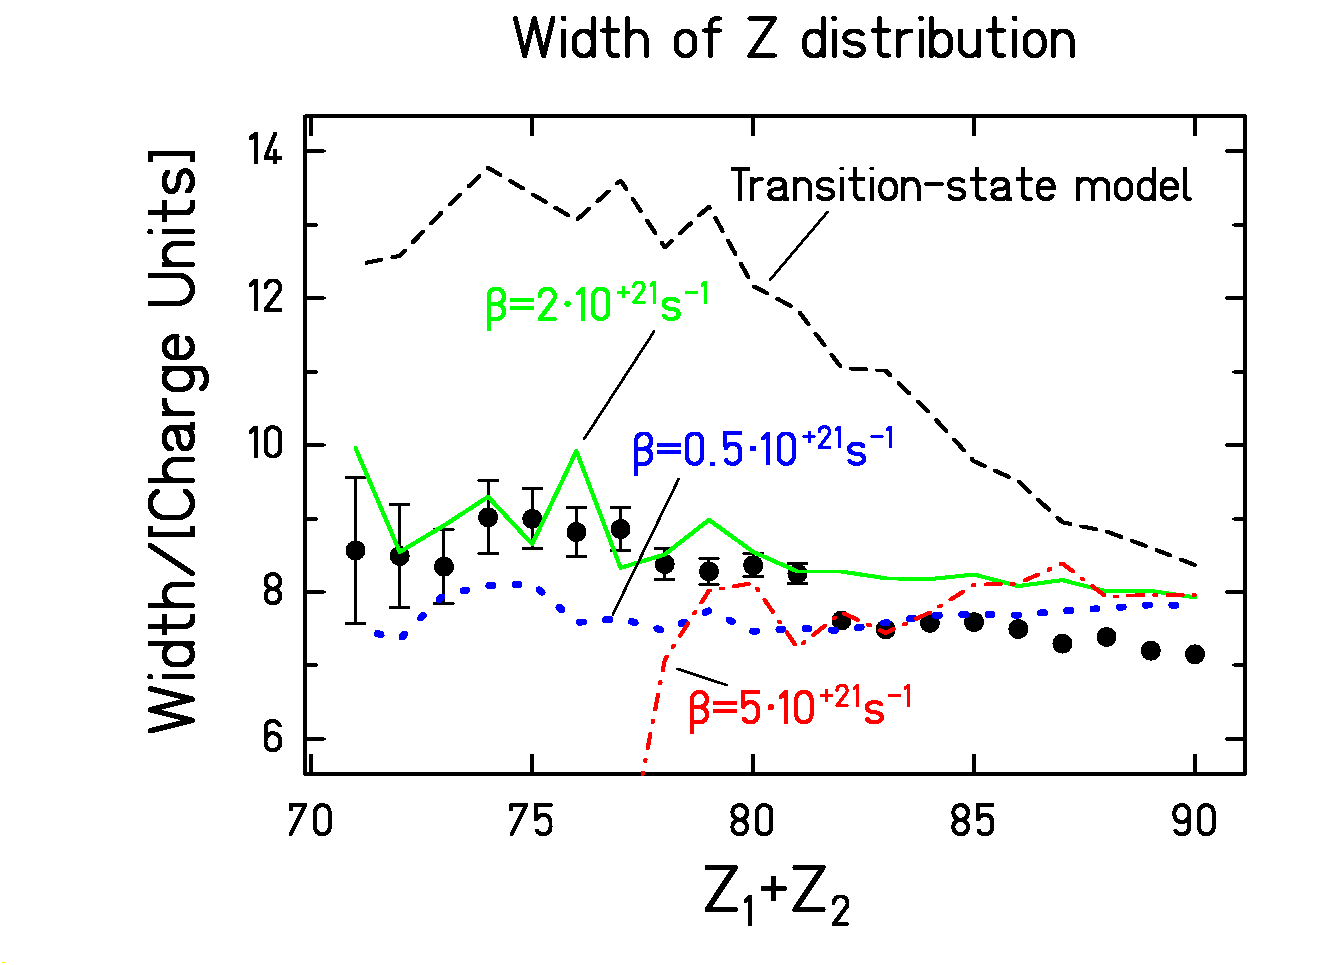 Width of Z distribution
Width/[Charge Units]
14
12
10
8
6
Transition-state model
β=2·10⁺²¹s⁻¹
β=0.5·10⁺²¹s⁻¹
β=5·10⁺²¹s⁻¹
70 75 80 85 90
Z₁+Z₂